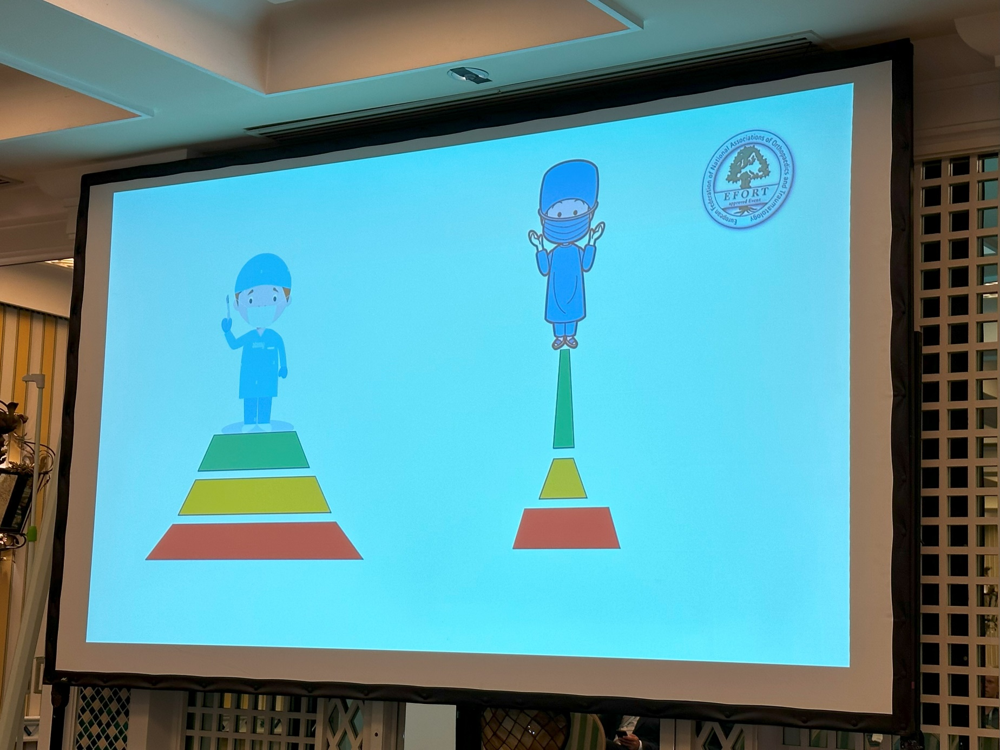 European Federation of National Associations of Orthopaedics and Traumatology
EFORT
approved Event